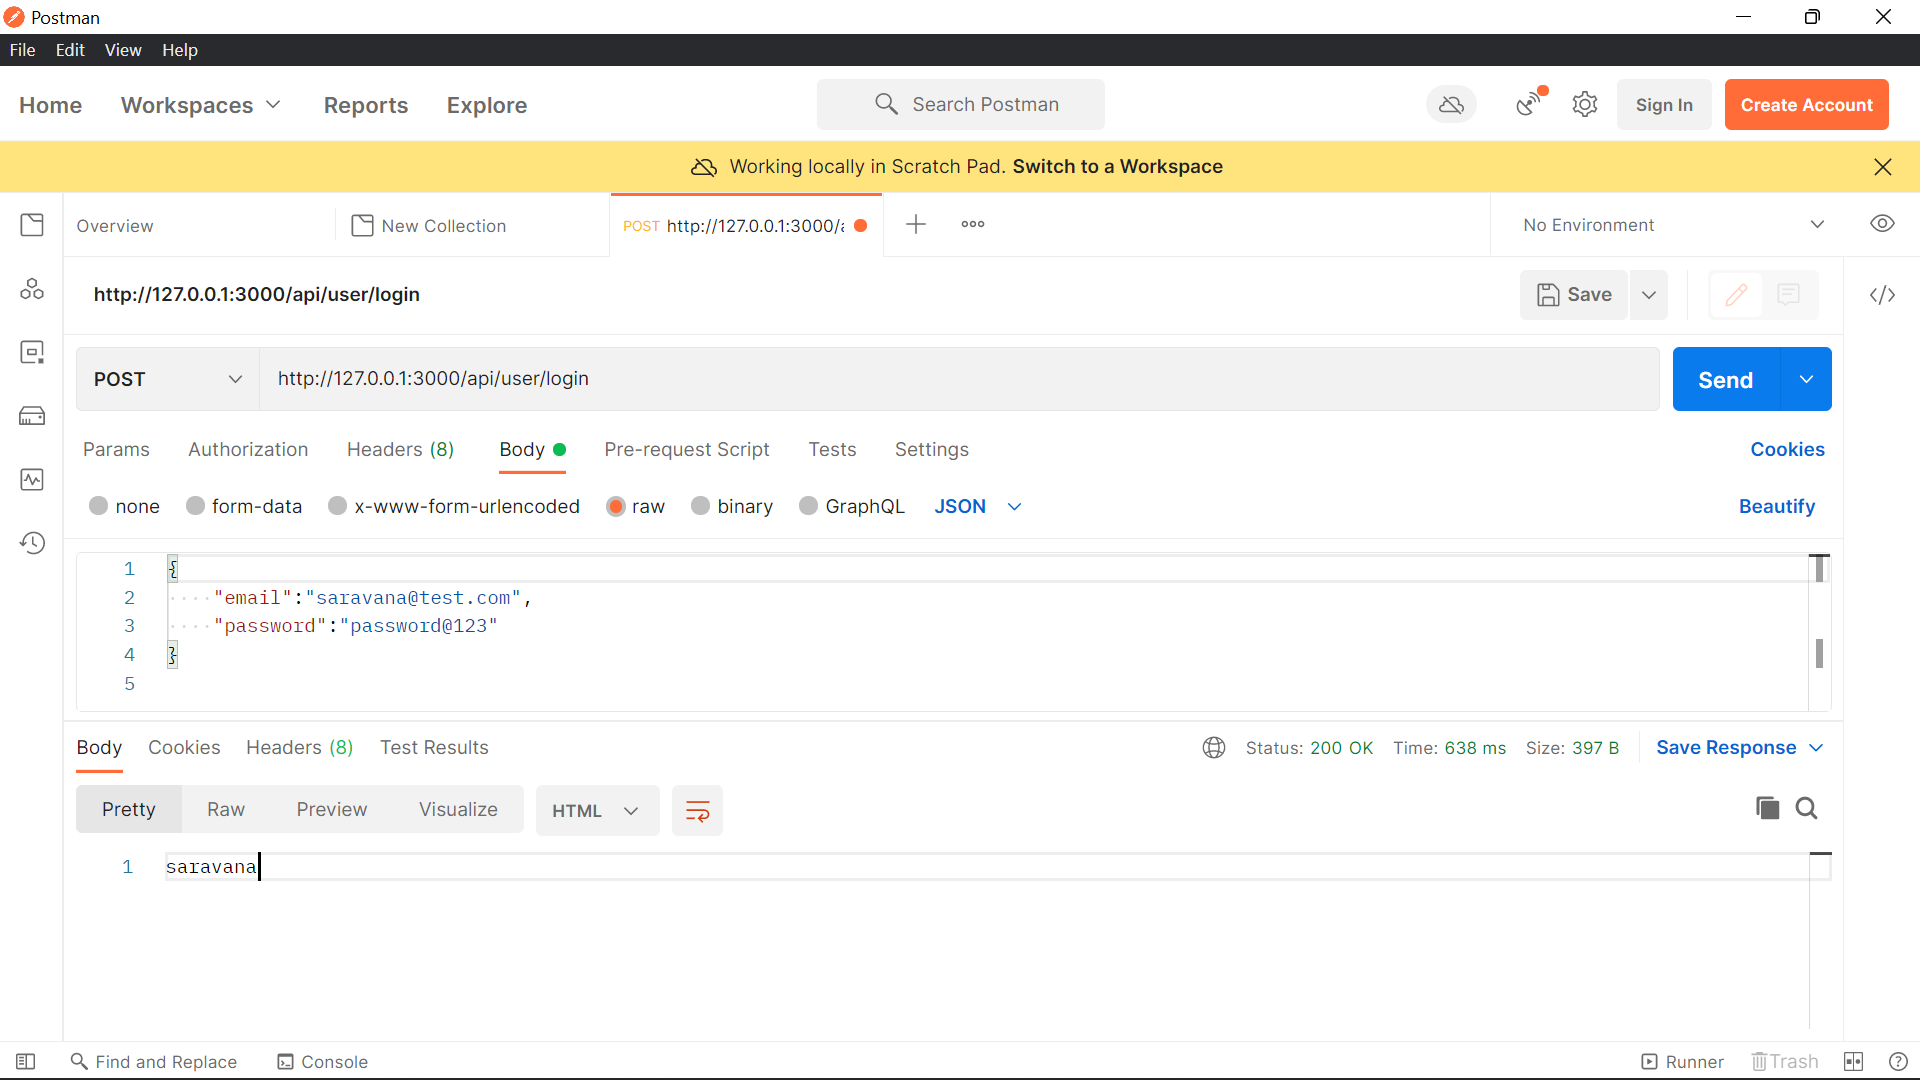 Postman
File Edit View Help
Home Workspaces Reports Explore Search Postman Sign In Create Account
Working locally in Scratch Pad. Switch to a Workspace
Overview New Collection POST http://127.0.0.1:3000/a No Environment
http://127.0.0.1:3000/api/user/login Save
POST http://127.0.0.1:3000/api/user/login Send
Params Authorization Headers (8) Body Pre-request Script Tests Settings Cookies
none form-data x-www-form-urlencoded raw binary GraphQL JSON Beautify
1 {
2 "email":"saravana@test.com",
3 "password":"password@123"
4 }
5
Body Cookies Headers (8) Test Results Status: 200 OK Time: 638 ms Size: 397 B Save Response
Pretty Raw Preview Visualize HTML
1 saravana
Find and Replace Console Runner Trash